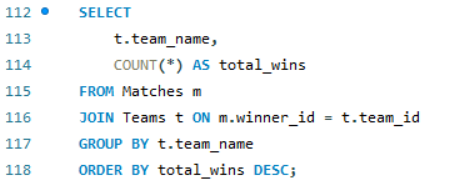 112 SELECT
113 t.team_name,
114 COUNT(*) AS total_wins
115 FROM Matches m
116 JOIN Teams t ON m.winner_id = t.team_id
117 GROUP BY t.team_name
118 ORDER BY total_wins DESC;